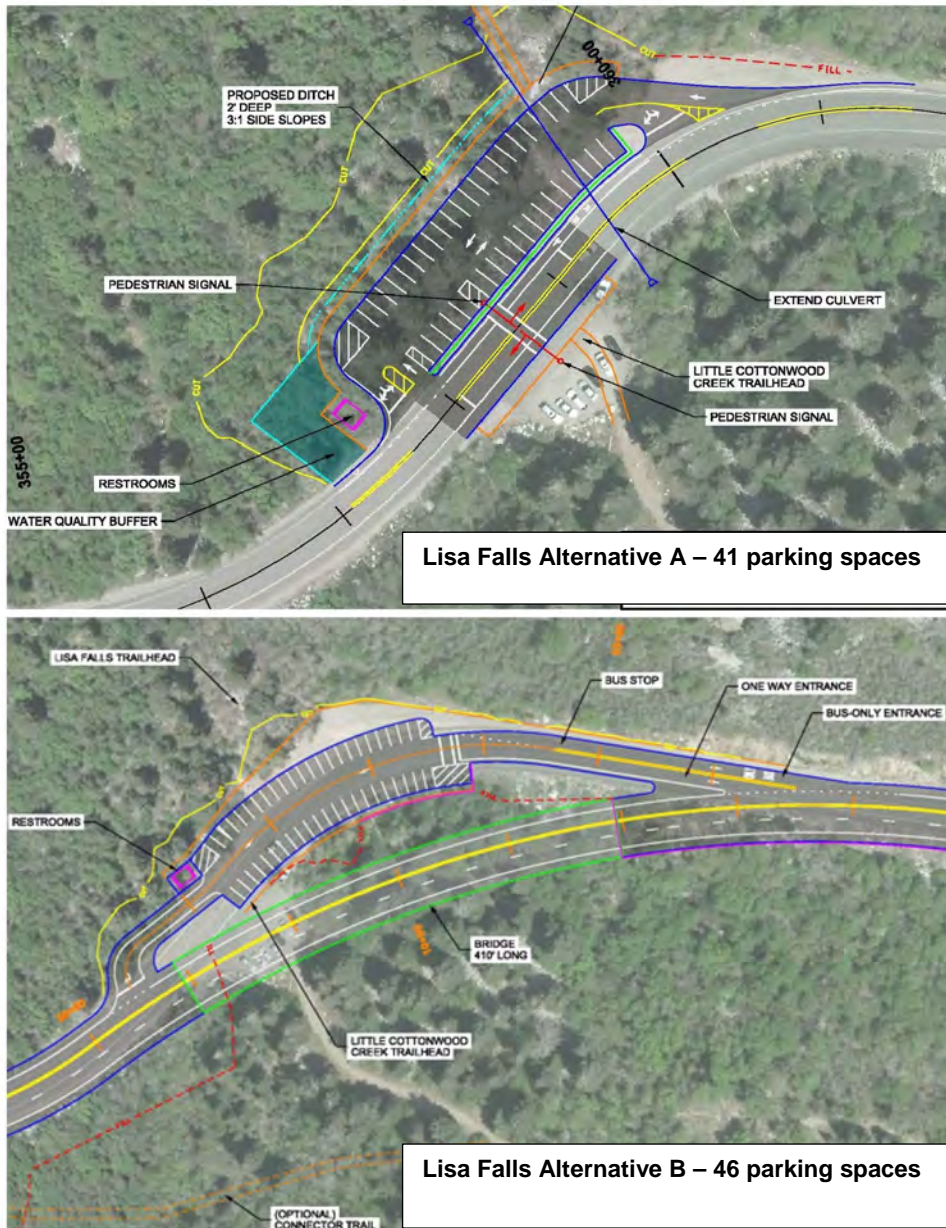 360+00
CUT
FILL
PROPOSED DITCH
2' DEEP
3:1 SIDE SLOPES
CUT
CUT
PEDESTRIAN SIGNAL
EXTEND CULVERT
LITTLE COTTONWOOD
CREEK TRAILHEAD
PEDESTRIAN SIGNAL
355+00
CUT
RESTROOMS
WATER QUALITY BUFFER
Lisa Falls Alternative A – 41 parking spaces
LISA FALLS TRAILHEAD
BUS STOP
ONE WAY ENTRANCE
BUS-ONLY ENTRANCE
RESTROOMS
BRIDGE
410' LONG
LITTLE COTTONWOOD
CREEK TRAILHEAD
Lisa Falls Alternative B – 46 parking spaces
(OPTIONAL)
CONNECTOR TRAIL